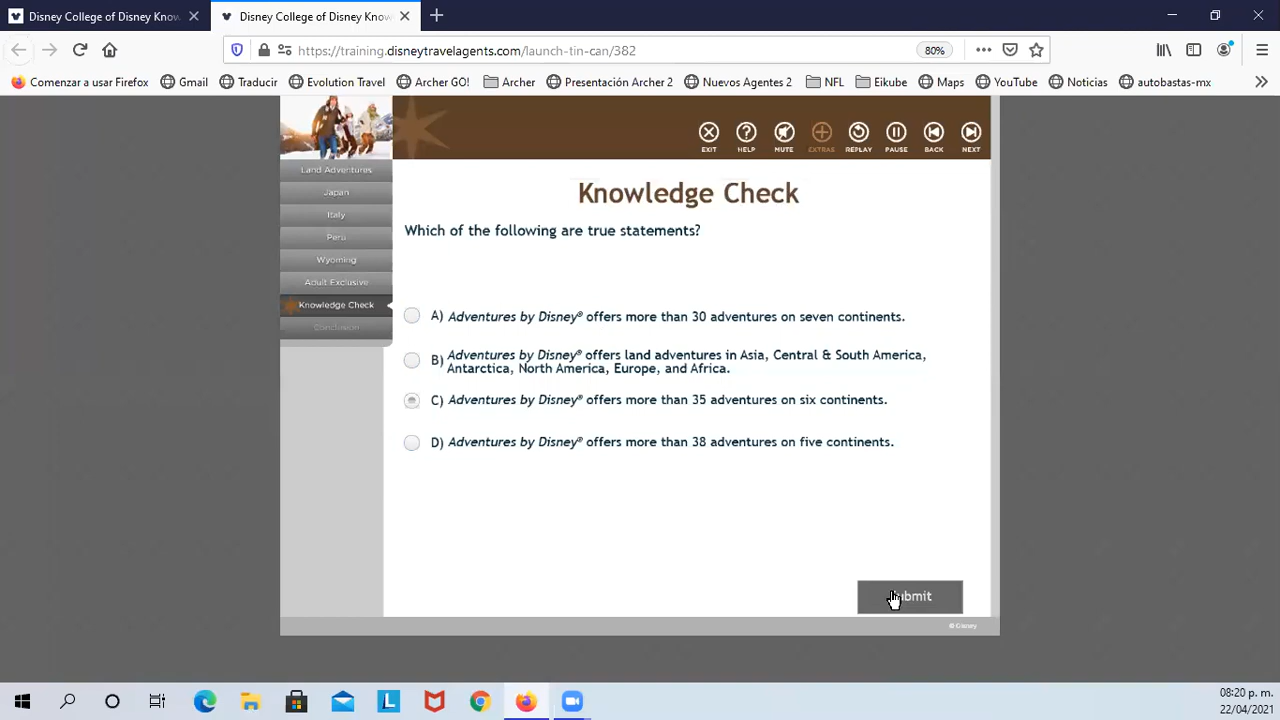 Disney College of Disney Know
Disney College of Disney Know
https://training.disneytravelagents.com/launch-tin-can/382
80%
Comenzar a usar Firefox
Gmail
Traducir
Evolution Travel
Archer GO!
Archer
Presentación Archer 2
Nuevos Agentes 2
NFL
Eikube
Maps
YouTube
Noticias
autobastas-mx
EXIT
HELP
MUTE
EXTRAS
REPLAY
PAUSE
BACK
NEXT
Land Adventures
Japan
Italy
Peru
Wyoming
Adult Exclusive
Knowledge Check
Conclusion
Knowledge Check
Which of the following are true statements?
A) Adventures by Disney® offers more than 30 adventures on seven continents.
B) Adventures by Disney® offers land adventures in Asia, Central & South America,
Antarctica, North America, Europe, and Africa.
C) Adventures by Disney® offers more than 35 adventures on six continents.
D) Adventures by Disney® offers more than 38 adventures on five continents.
Submit
© Disney
L
08:20 p. m.
22/04/2021